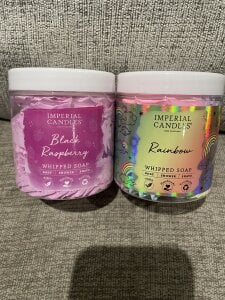 IMPERIAL
CANDLES
Black
Raspberry
WHIPPED SOAP
IMPERIAL
CANDLES
Rainbow
WHIPPED SOAP